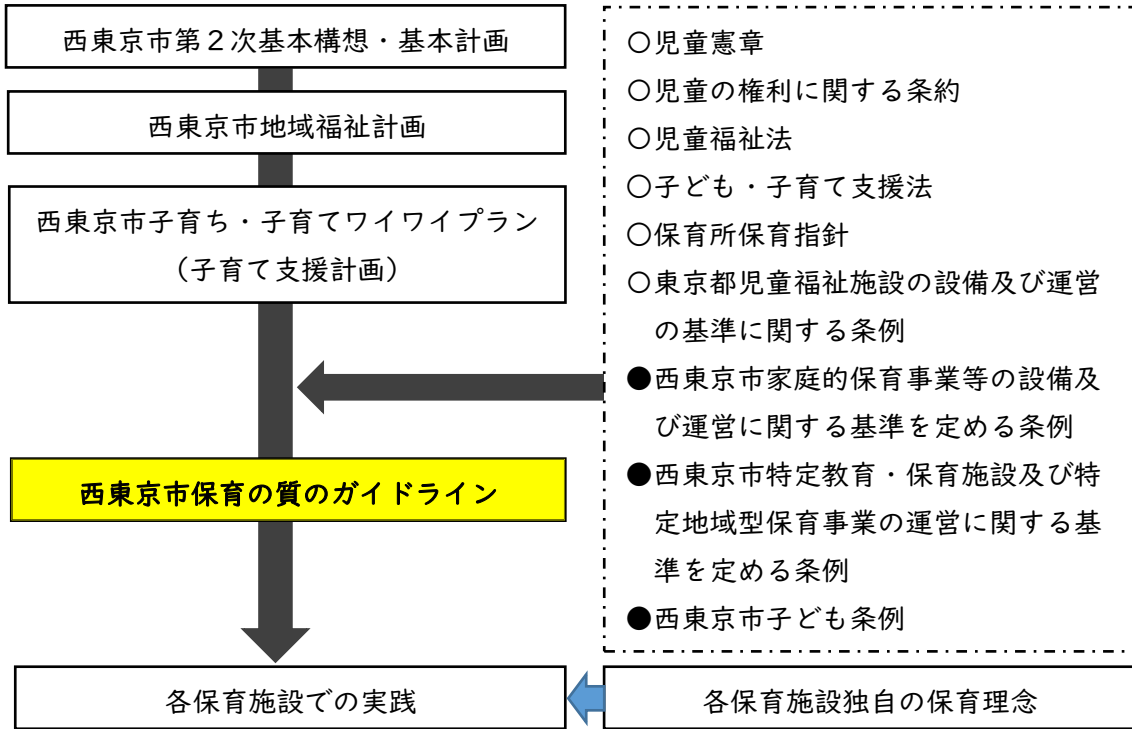 西東京市第２次基本構想・基本計画
西東京市地域福祉計画
西東京市子育ち・子育てワイワイプラン
（子育て支援計画）
西東京市保育の質のガイドライン
各保育施設での実践
〇児童憲章
〇児童の権利に関する条約
〇児童福祉法
〇子ども・子育て支援法
〇保育所保育指針
〇東京都児童福祉施設の設備及び運営
の基準に関する条例
●西東京市家庭的保育事業等の設備及
び運営に関する基準を定める条例
●西東京市特定教育・保育施設及び特
定地域型保育事業の運営に関する基
準を定める条例
●西東京市子ども条例
各保育施設独自の保育理念